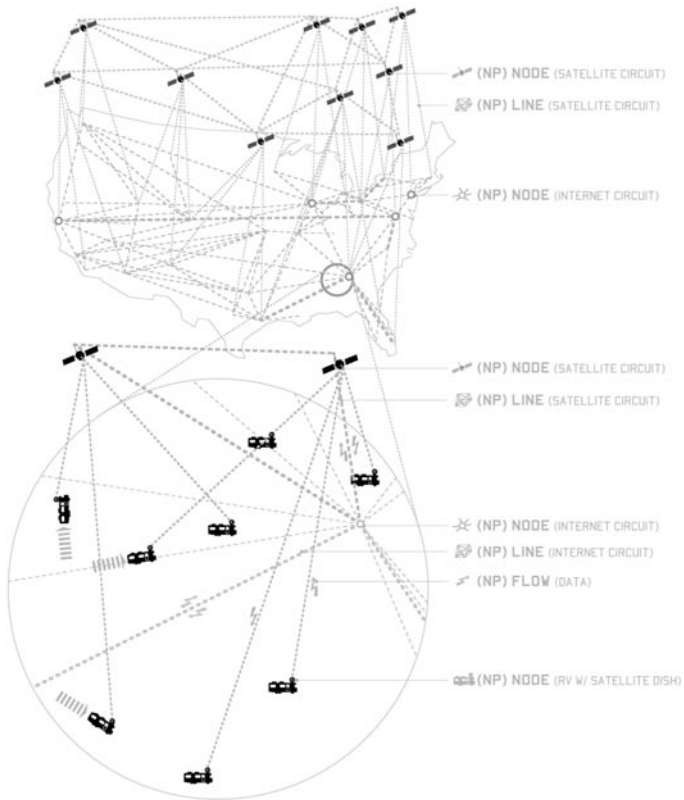 (NP) NODE (SATELLITE CIRCUIT)
(NP) LINE (SATELLITE CIRCUIT)
(NP) NODE (INTERNET CIRCUIT)
(NP) NODE (SATELLITE CIRCUIT)
(NP) LINE (SATELLITE CIRCUIT)
(NP) NODE (INTERNET CIRCUIT)
(NP) LINE (INTERNET CIRCUIT)
(NP) FLOW (DATA)
(NP) NODE (RV W/ SATELLITE DISH)